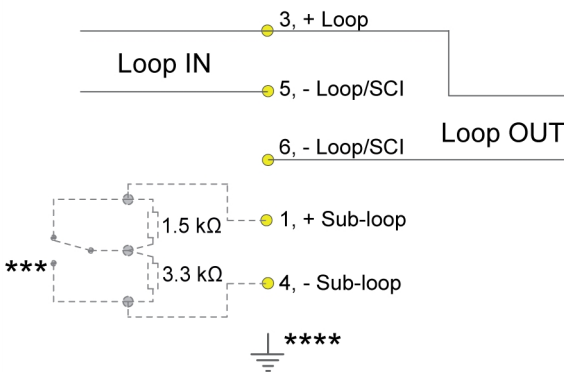 3, + Loop
Loop IN
5, - Loop/SCI
6, - Loop/SCI
Loop OUT
1.5 kΩ
1, + Sub-loop
***
3.3 kΩ
4, - Sub-loop
****